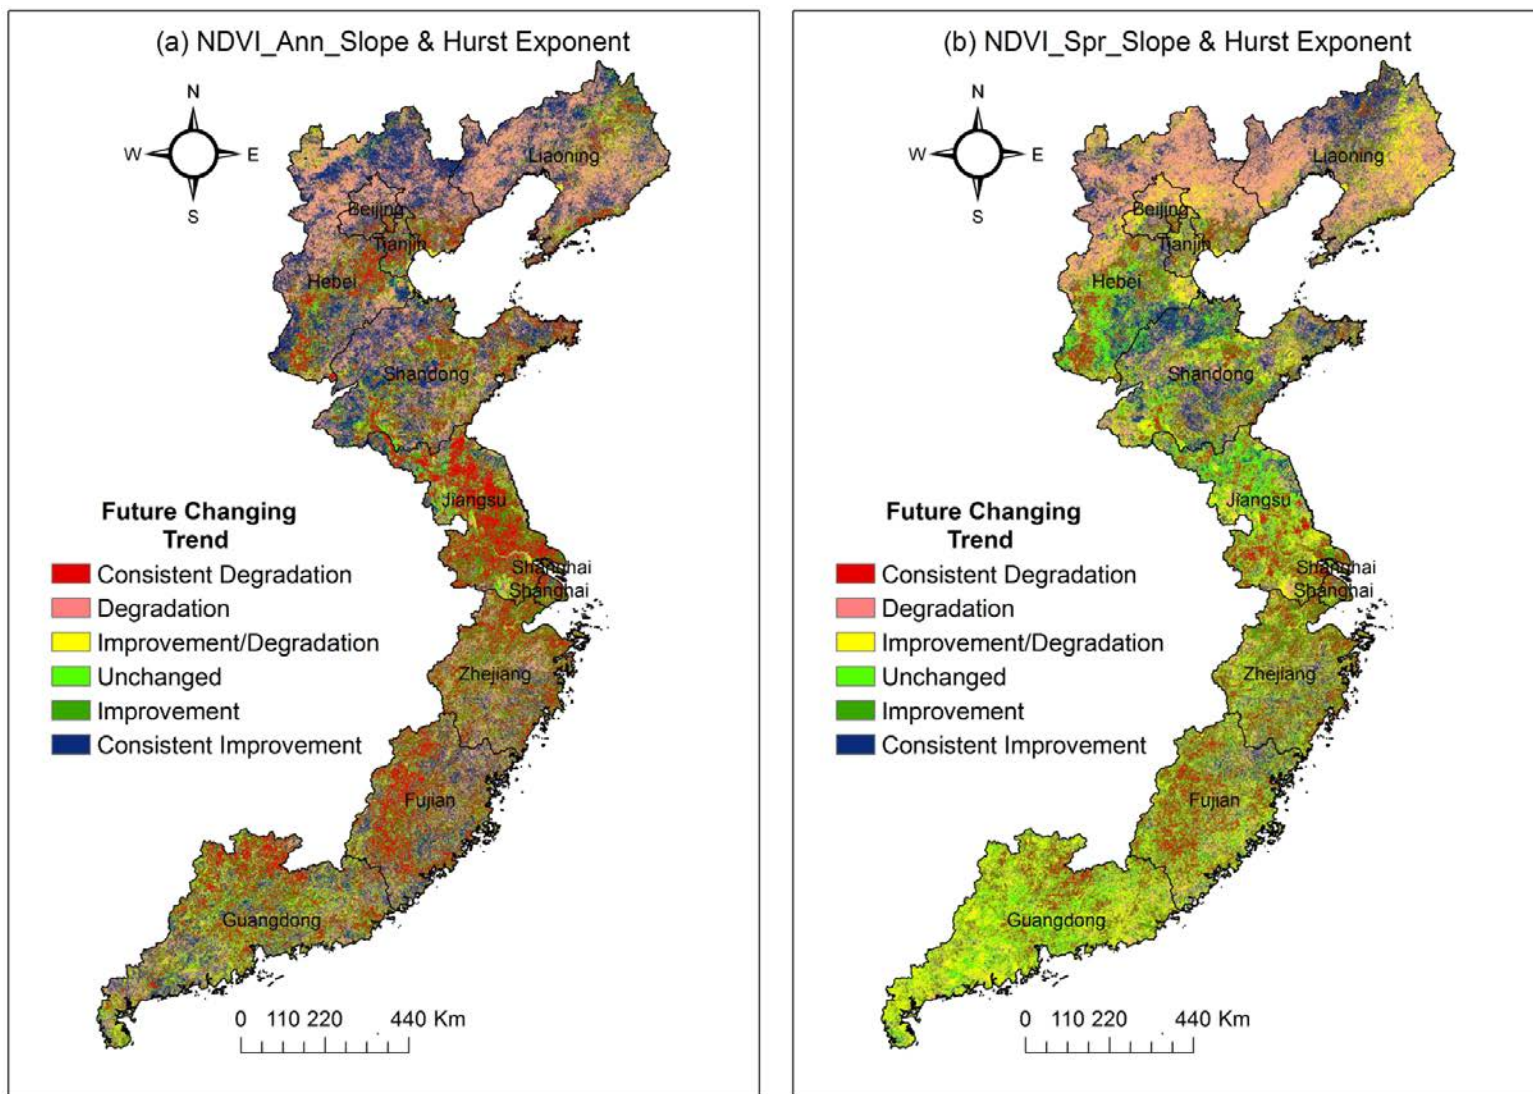 (a) NDVI_Ann_Slope & Hurst Exponent
N
W E
S
Liaoning
Beijing
Tianjin
Hebei
Shandong
Jiangsu
Shanghai
Shanghai
Zhejiang
Fujian
Guangdong
Future Changing
Trend
Consistent Degradation
Degradation
Improvement/Degradation
Unchanged
Improvement
Consistent Improvement
0 110 220 440 Km
(b) NDVI_Spr_Slope & Hurst Exponent
N
W E
S
Liaoning
Beijing
Tianjin
Hebei
Shandong
Jiangsu
Shanghai
Shanghai
Zhejiang
Fujian
Guangdong
Future Changing
Trend
Consistent Degradation
Degradation
Improvement/Degradation
Unchanged
Improvement
Consistent Improvement
0 110 220 440 Km